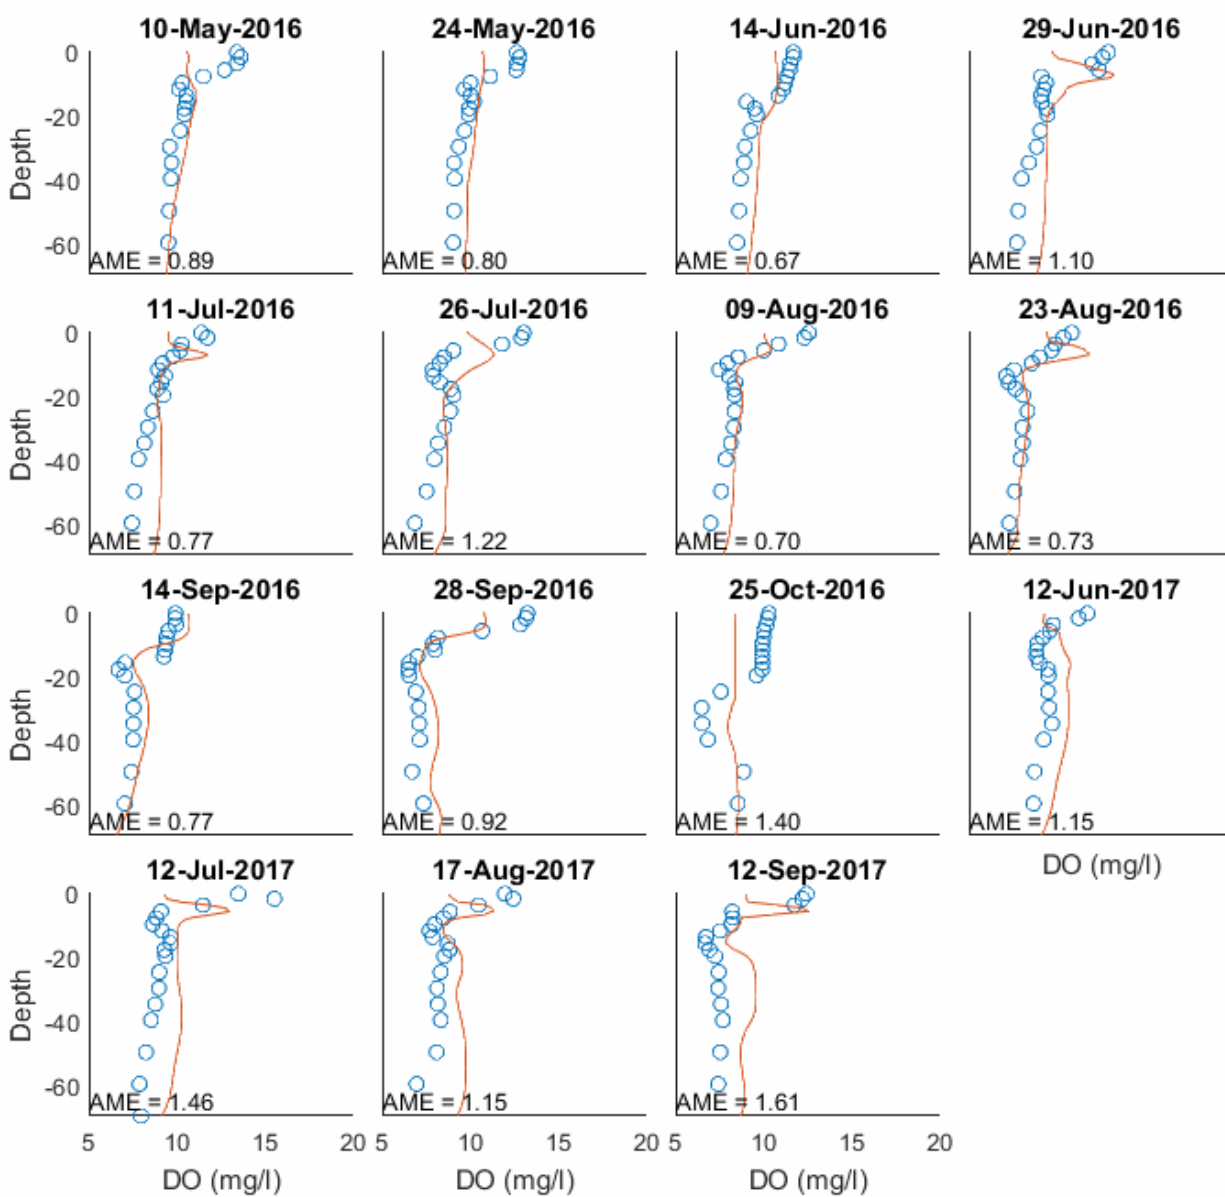 10-May-2016
24-May-2016
14-Jun-2016
29-Jun-2016
0
-20
-40
-60
Depth
AME = 0.89
AME = 0.80
AME = 0.67
AME = 1.10
11-Jul-2016
26-Jul-2016
09-Aug-2016
23-Aug-2016
0
-20
-40
-60
Depth
AME = 0.77
AME = 1.22
AME = 0.70
AME = 0.73
14-Sep-2016
28-Sep-2016
25-Oct-2016
12-Jun-2017
0
-20
-40
-60
Depth
AME = 0.77
AME = 0.92
AME = 1.40
AME = 1.15
DO (mg/l)
12-Jul-2017
17-Aug-2017
12-Sep-2017
0
-20
-40
-60
Depth
AME = 1.46
AME = 1.15
AME = 1.61
5 10 15 20
5 10 15 20
5 10 15 20
DO (mg/l)
DO (mg/l)
DO (mg/l)